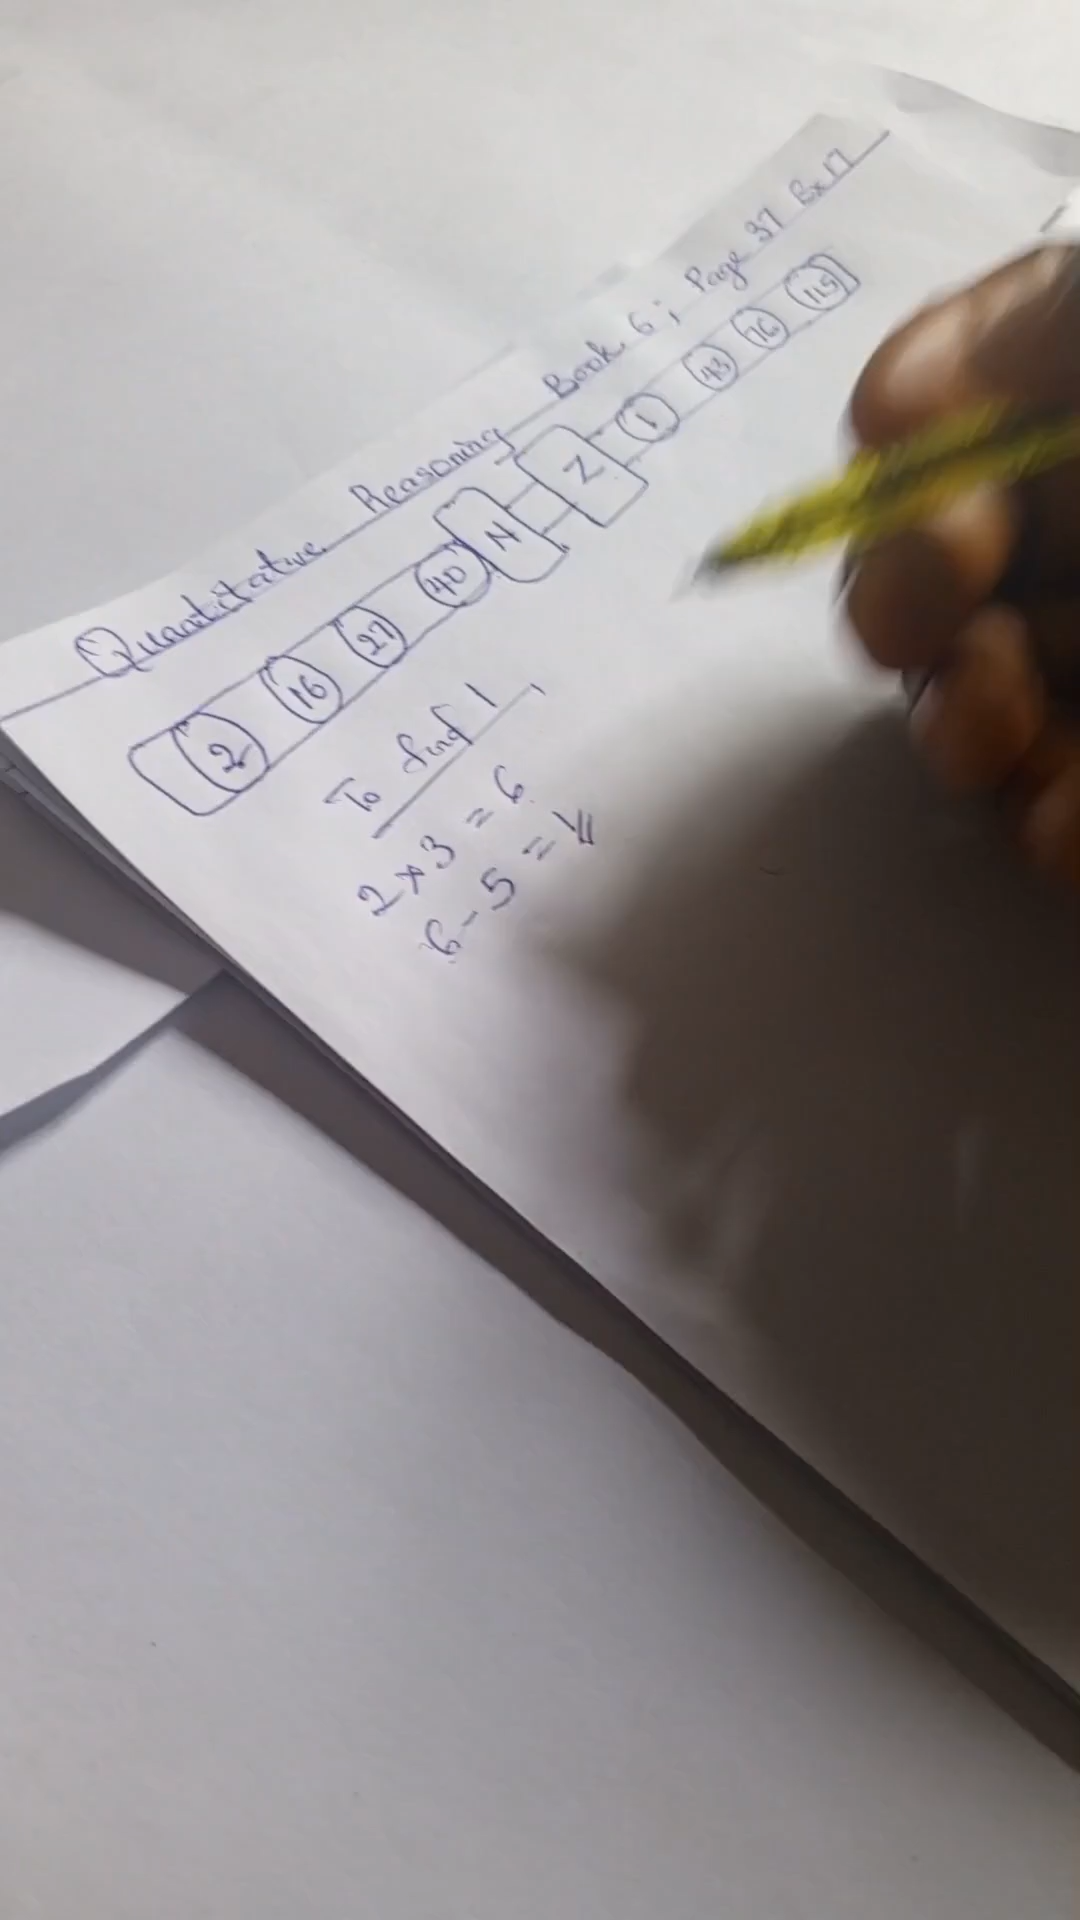 Quantitative Reasoning Book 6; Page 37 Ex 17
2 16 27 40 N Z 1 43 76 115
To find 1,
2 × 3 = 6
6 - 5 = 1